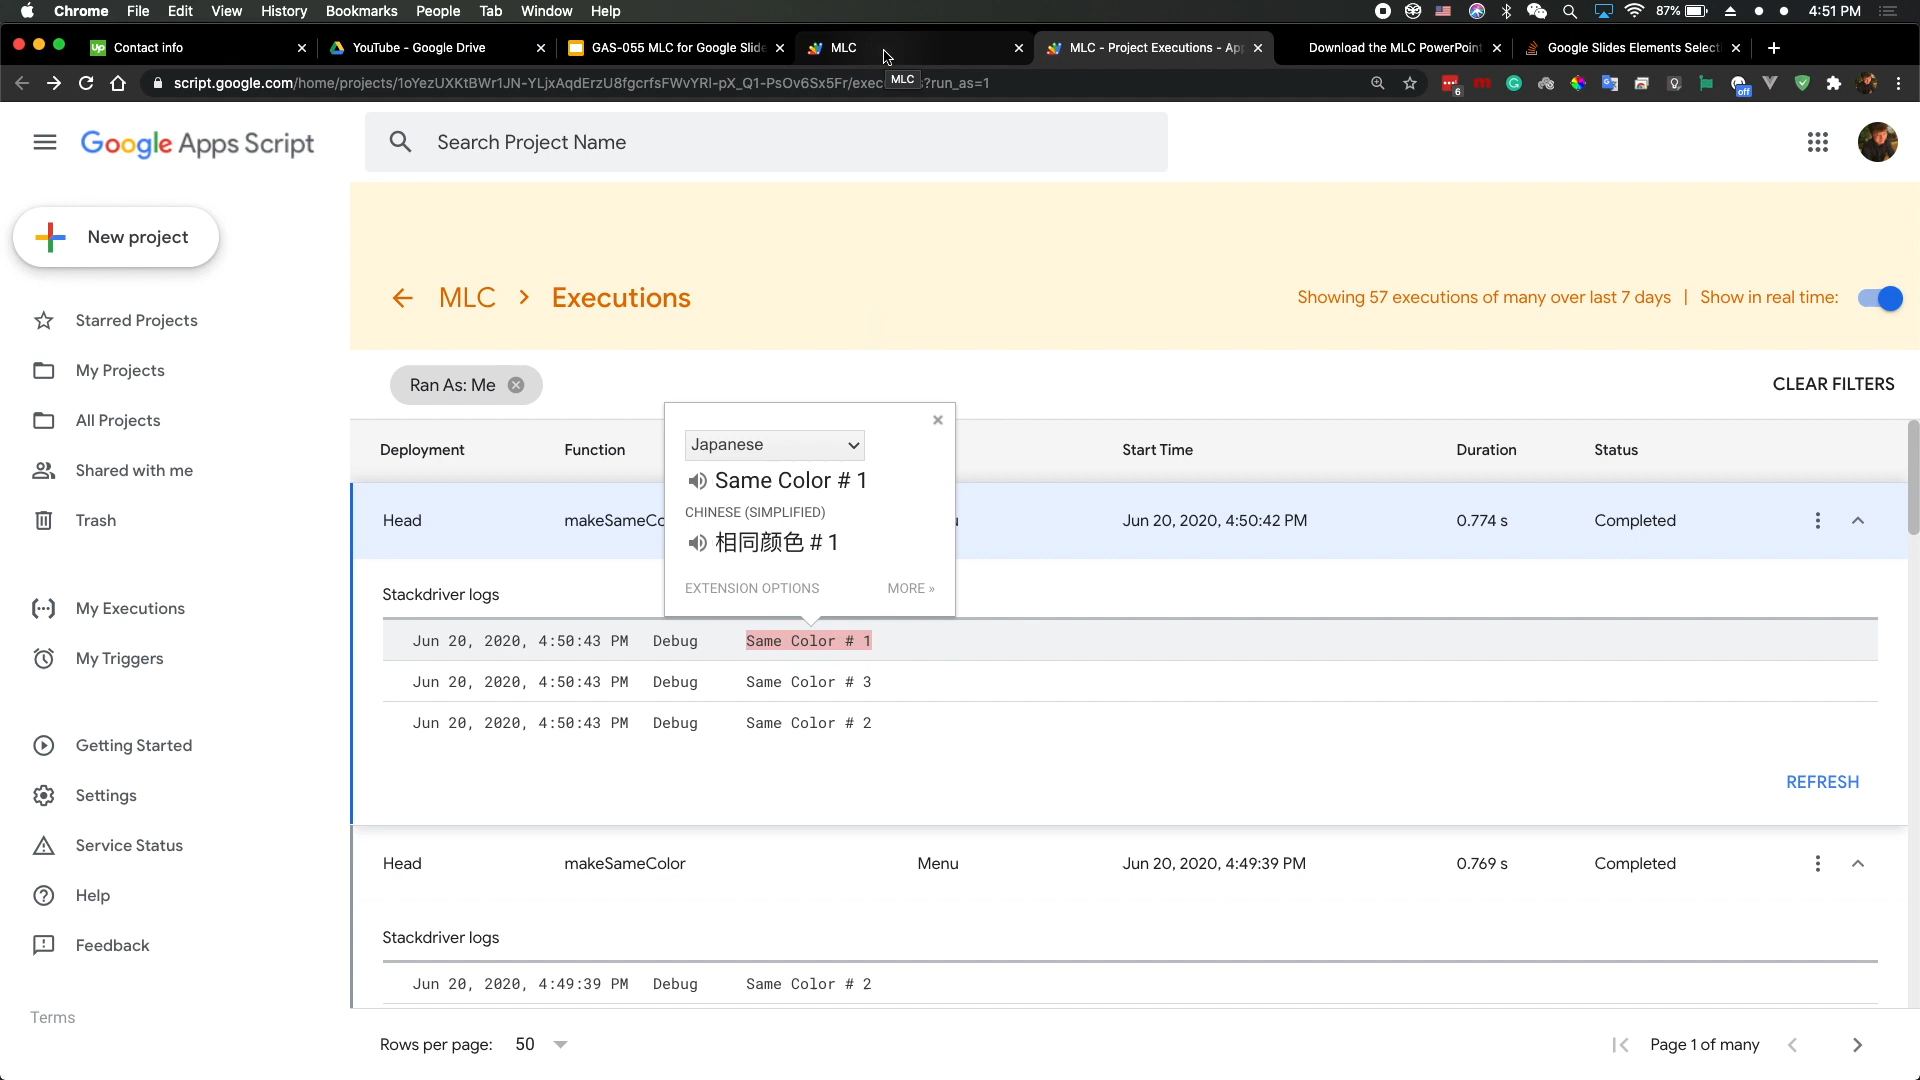 Chrome File Edit View History Bookmarks People Tab Window Help 87% 4:51 PM
Up Contact info YouTube - Google Drive GAS-055 MLC for Google Slide MLC MLC - Project Executions - Ap Download the MLC PowerPoint Google Slides Elements Select
script.google.com/home/projects/1oYezUXKtBWr1JN-YLjxAqdErzU8fgcrfsFWvYRI-pX_Q1-PsOv6Sx5Fr/exec ?run_as=1
MLC
6
off
Google Apps Script
Search Project Name
New project
Starred Projects
My Projects
All Projects
Shared with me
Trash
My Executions
My Triggers
Getting Started
Settings
Service Status
Help
Feedback
Terms
MLC > Executions
Showing 57 executions of many over last 7 days | Show in real time:
Ran As: Me
CLEAR FILTERS
Deployment Function Start Time Duration Status
Japanese
Same Color # 1
CHINESE (SIMPLIFIED)
相同颜色 # 1
EXTENSION OPTIONS MORE »
Head makeSameCo Jun 20, 2020, 4:50:42 PM 0.774 s Completed
Stackdriver logs
Jun 20, 2020, 4:50:43 PM Debug Same Color # 1
Jun 20, 2020, 4:50:43 PM Debug Same Color # 3
Jun 20, 2020, 4:50:43 PM Debug Same Color # 2
REFRESH
Head makeSameColor Menu Jun 20, 2020, 4:49:39 PM 0.769 s Completed
Stackdriver logs
Jun 20, 2020, 4:49:39 PM Debug Same Color # 2
Rows per page: 50
Page 1 of many